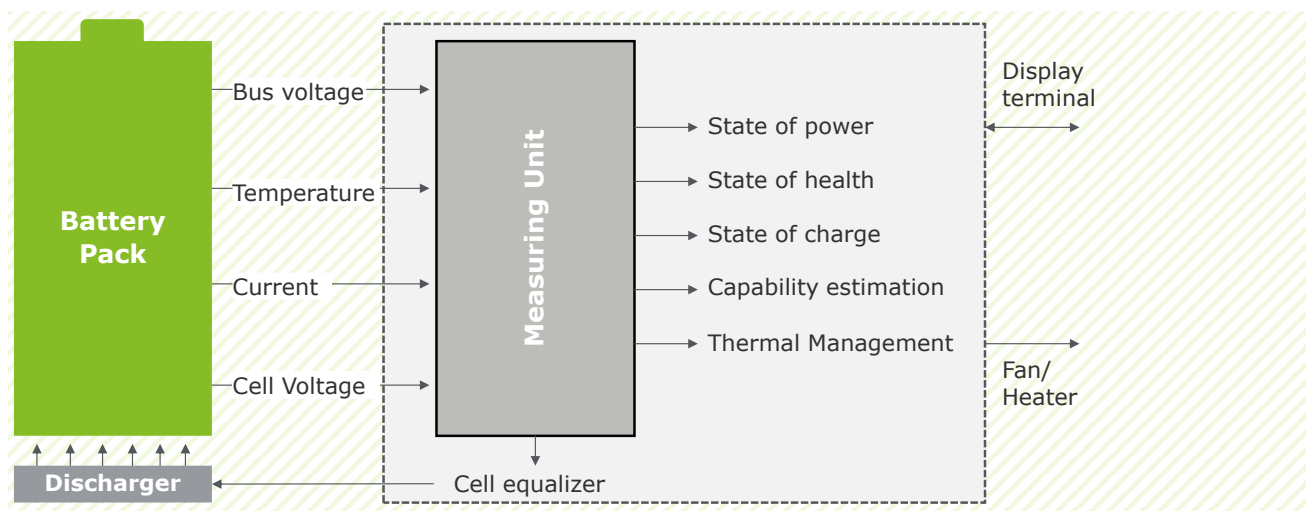 Battery
Pack
Discharger
Bus voltage
Temperature
Current
Cell Voltage
Measuring Unit
Cell equalizer
State of power
State of health
State of charge
Capability estimation
Thermal Management
Display
terminal
Fan/
Heater